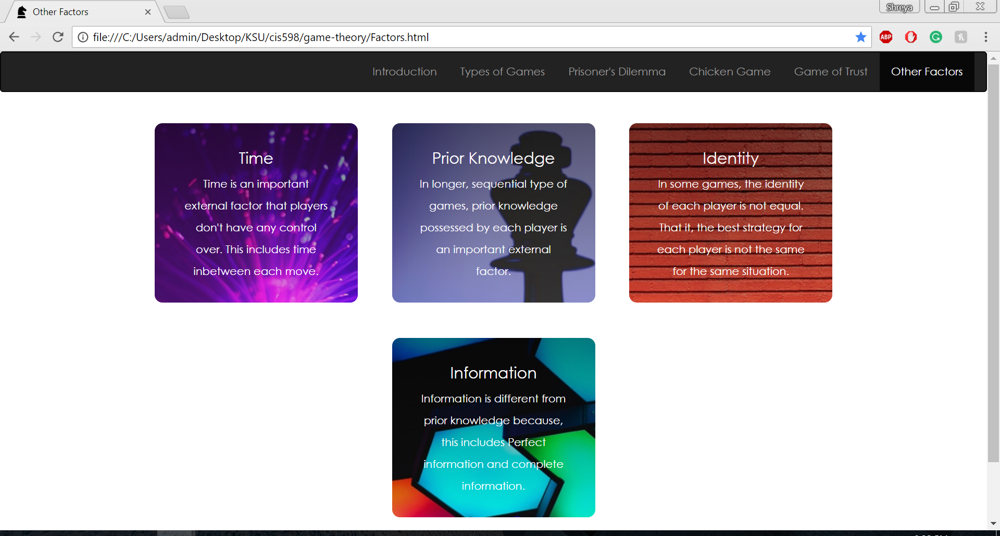 Other Factors
Shreya
file:///C:/Users/admin/Desktop/KSU/cis598/game-theory/Factors.html
ABP
Introduction Types of Games Prisoner's Dilemma Chicken Game Game of Trust Other Factors
Time
Time is an important
external factor that players
don't have any control
over. This includes time
inbetween each move.
Prior Knowledge
In longer, sequential type of
games, prior knowledge
possessed by each player is
an important external
factor.
Identity
In some games, the identity
of each player is not equal.
That it, the best strategy for
each player is not the same
for the same situation.
Information
Information is different from
prior knowledge because,
this includes Perfect
information and complete
information.